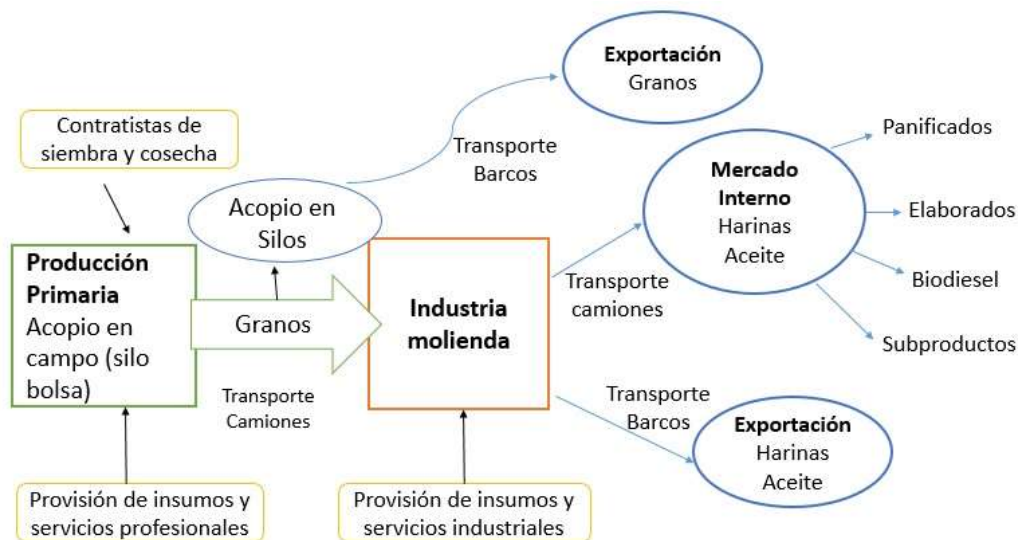 Exportación
Granos
Contratistas de
siembra y cosecha
Transporte
Barcos
Panificados
Mercado
Interno
Harinas
Aceite
Elaborados
Biodiesel
Subproductos
Acopio en
Silos
Producción
Primaria
Acopio en
campo (silo
bolsa)
Granos
Industria
molienda
Transporte
camiones
Transporte
Camiones
Transporte
Barcos
Exportación
Harinas
Aceite
Provisión de insumos y
servicios profesionales
Provisión de insumos y
servicios industriales